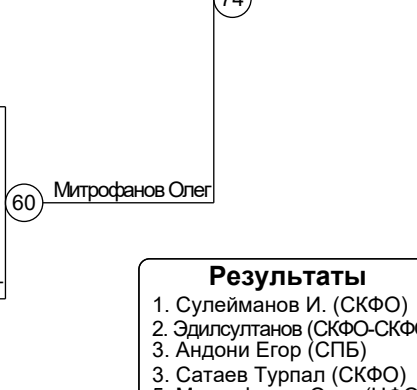 74
60
Митрофанов Олег
Результаты
1. Сулейманов И. (СКФО)
2. Эдилсултанов (СКФО-СКФО
3. Андони Егор (СПБ)
3. Сатаев Турпал (СКФО)